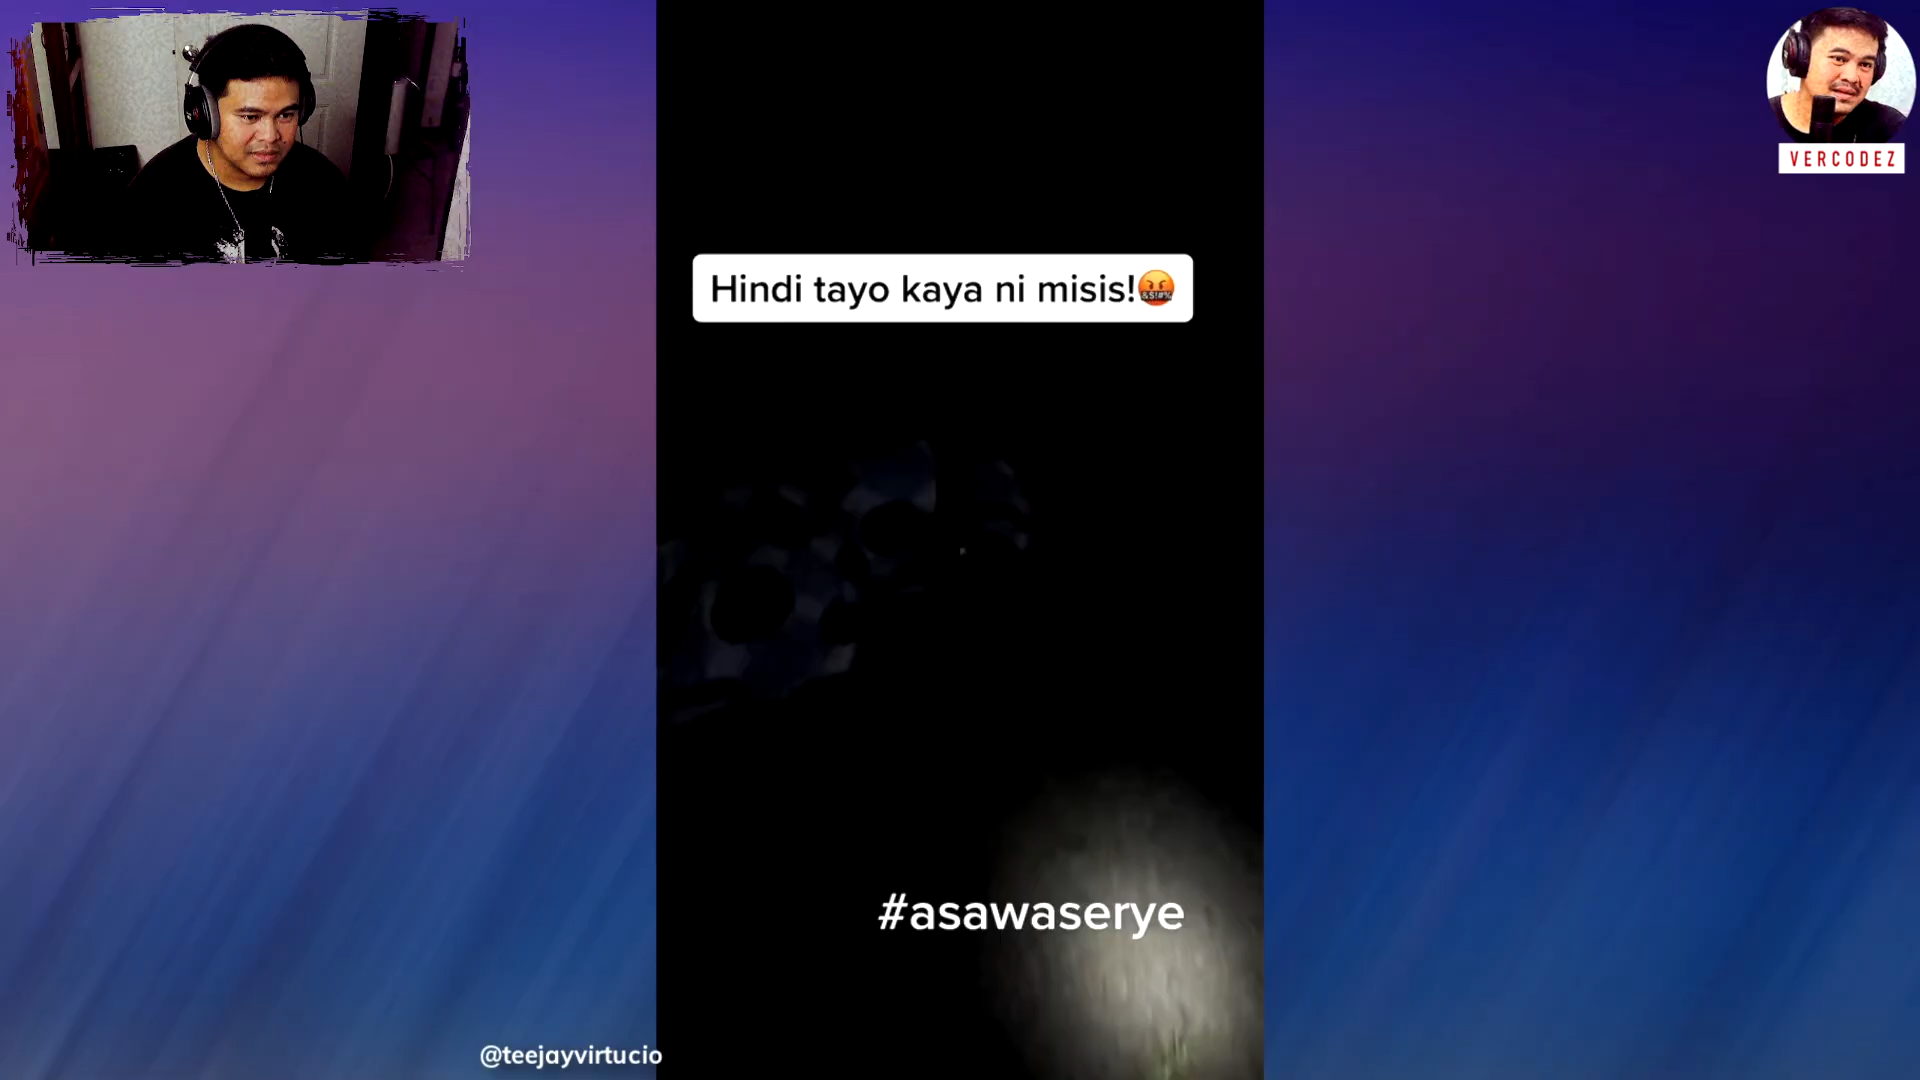 VERCODEZ
Hindi tayo kaya ni misis!🤬
#asawaserye
@teejayvirtucio